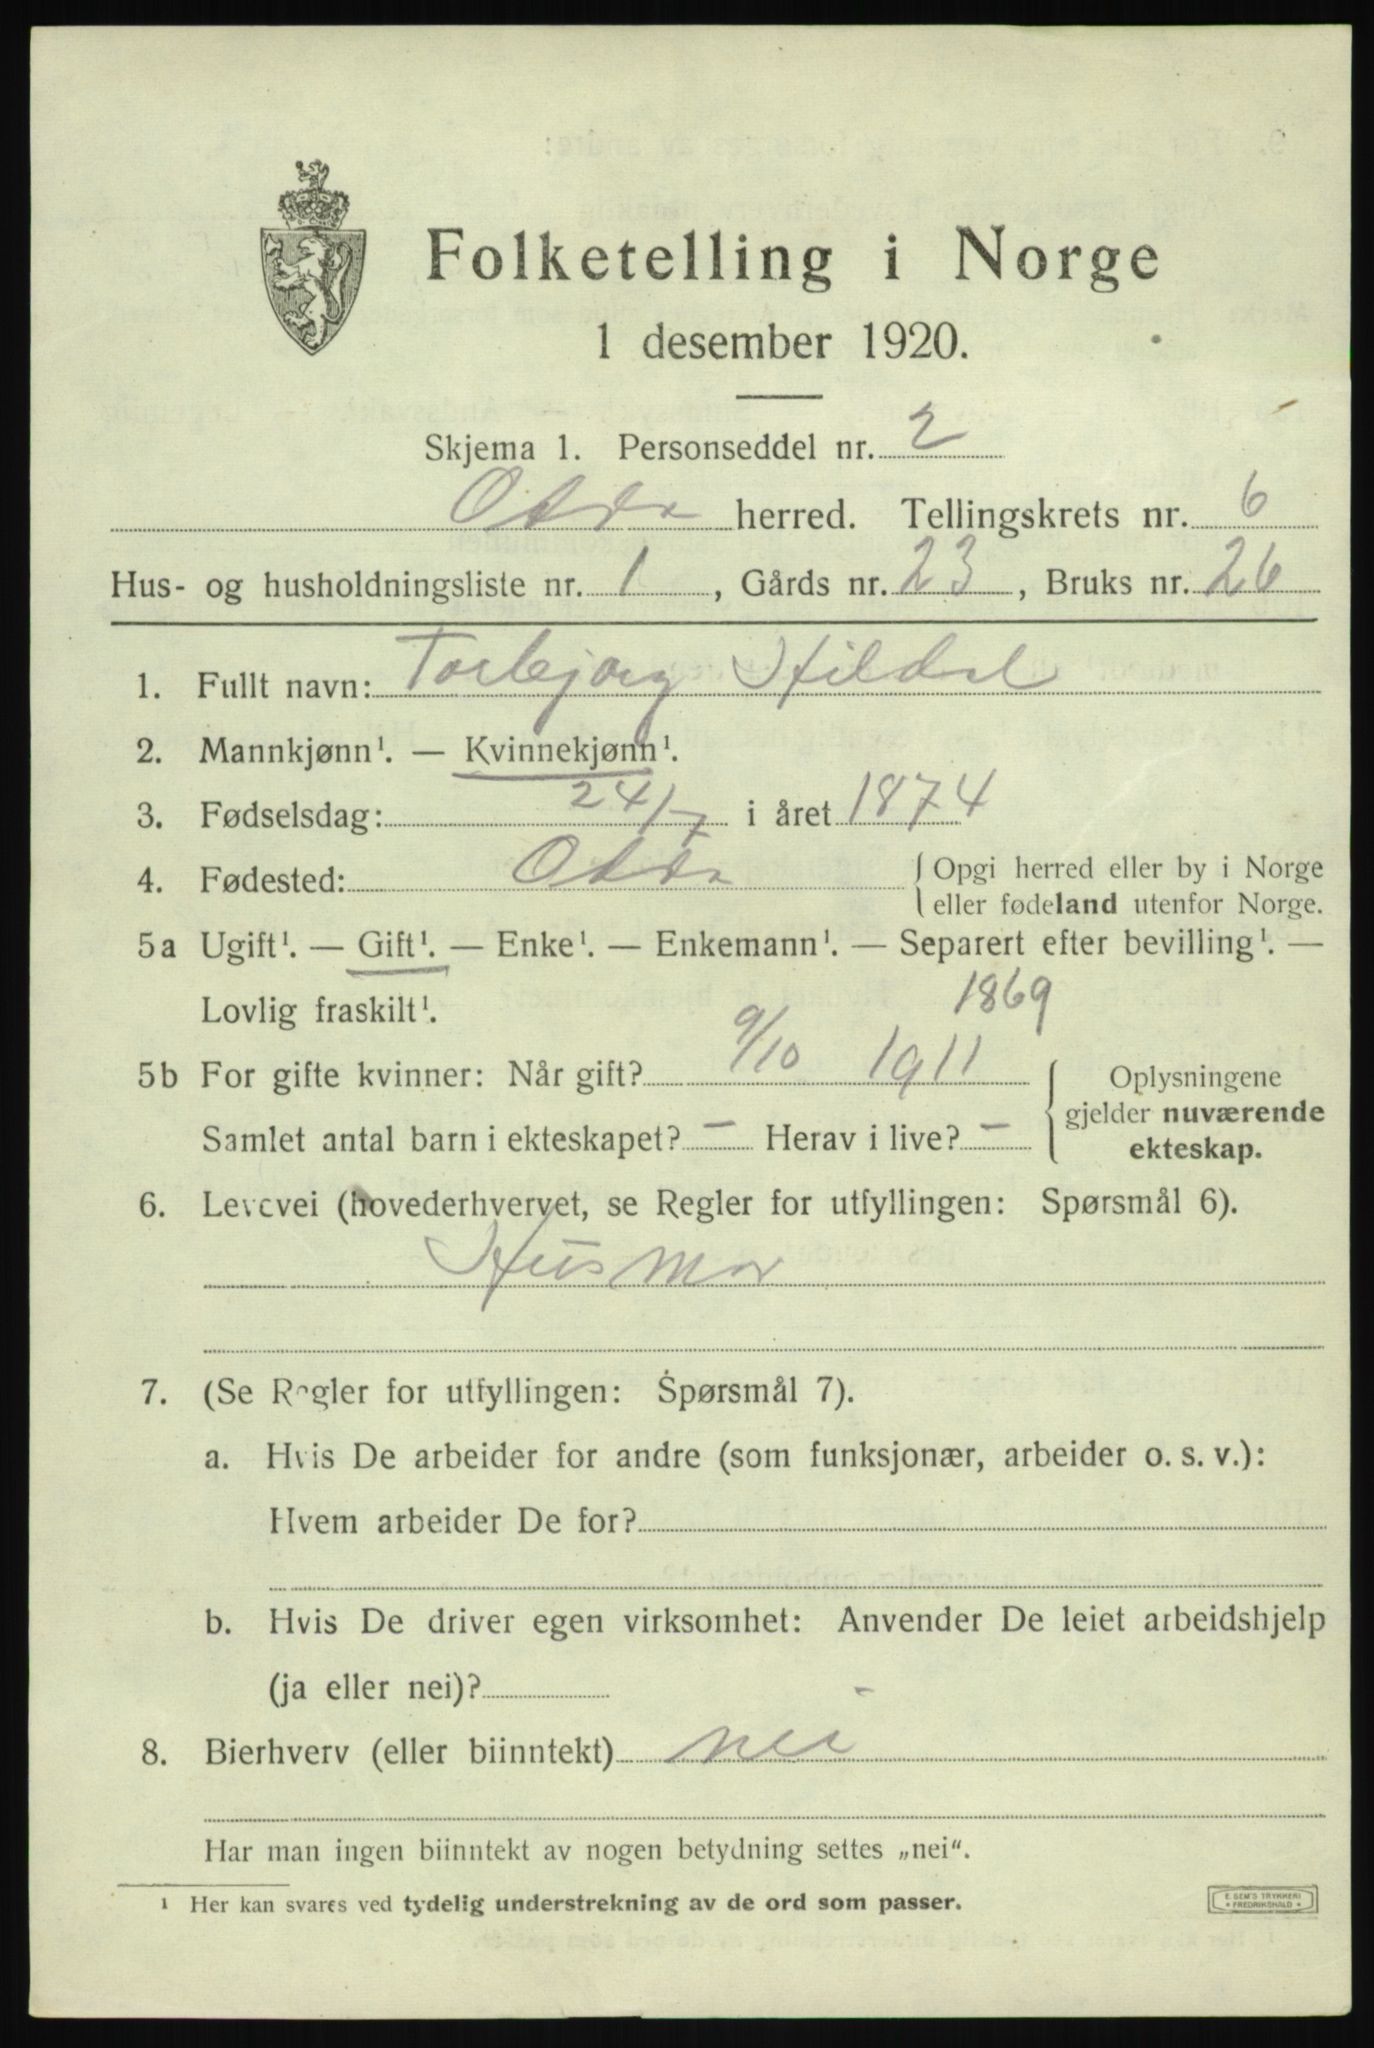 Folketelling i Norge
1 desember 1920.
Skjema 1. Personseddel nr. 2
Odda herred. Tellingskrets nr. 6
Hus- og husholdningsliste nr. 1, Gårds nr. 23, Bruks nr. 26
1. Fullt navn: Torbjørg Hildal
2. Mannkjønn¹. — Kvinnekjønn¹.
3. Fødselsdag: 24/7 i året 1874
4. Fødested: Odda { Opgi herred eller by i Norge
eller fødeland utenfor Norge.
5a Ugift¹. — Gift¹. — Enke¹. — Enkemann¹. — Separert efter bevilling¹. —
Lovlig fraskilt¹. 1869
5b For gifte kvinner: Når gift? 9/10 1911 { Oplysningene
gjelder nuværende
ekteskap.
Samlet antal barn i ekteskapet? — Herav i live? —
6. Levevei (hovederhvervet, se Regler for utfyllingen: Spørsmål 6).
Husmor
7. (Se Regler for utfyllingen: Spørsmål 7).
a. Hvis De arbeider for andre (som funksjonær, arbeider o. s. v.):
Hvem arbeider De for?
b. Hvis De driver egen virksomhet: Anvender De leiet arbeidshjelp
(ja eller nei)?
8. Bierhverv (eller biinntekt) nei
Har man ingen biinntekt av nogen betydning settes „nei".
¹ Her kan svares ved tydelig understrekning av de ord som passer.
E. SEM'S TRYKKERI
FREDRIKSHALD